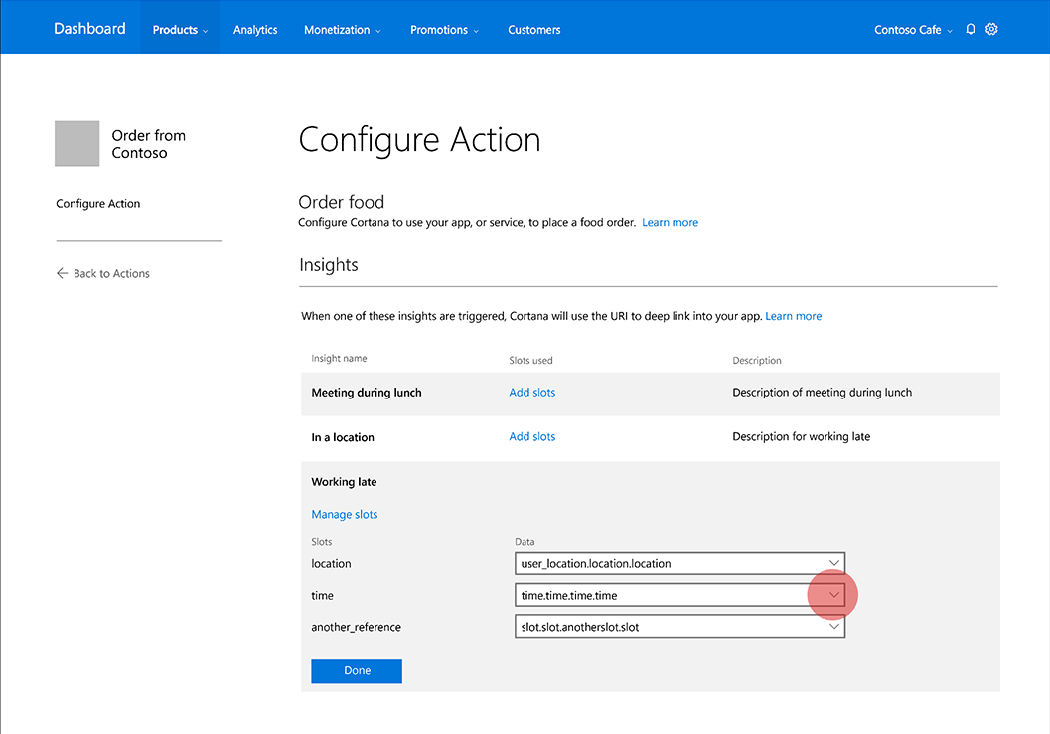 Dashboard Products Analytics Monetization Promotions Customers Contoso Cafe
Order from
Contoso
Configure Action
Back to Actions
Configure Action
Order food
Configure Cortana to use your app, or service, to place a food order. Learn more
Insights
When one of these insights are triggered, Cortana will use the URI to deep link into your app. Learn more
Insight name Slots used Description
Meeting during lunch Add slots Description of meeting during lunch
In a location Add slots Description for working late
Working late
Manage slots
Slots Data
location user_location.location.location
time time.time.time.time
another_reference slot.slot.anotherslot.slot
Done